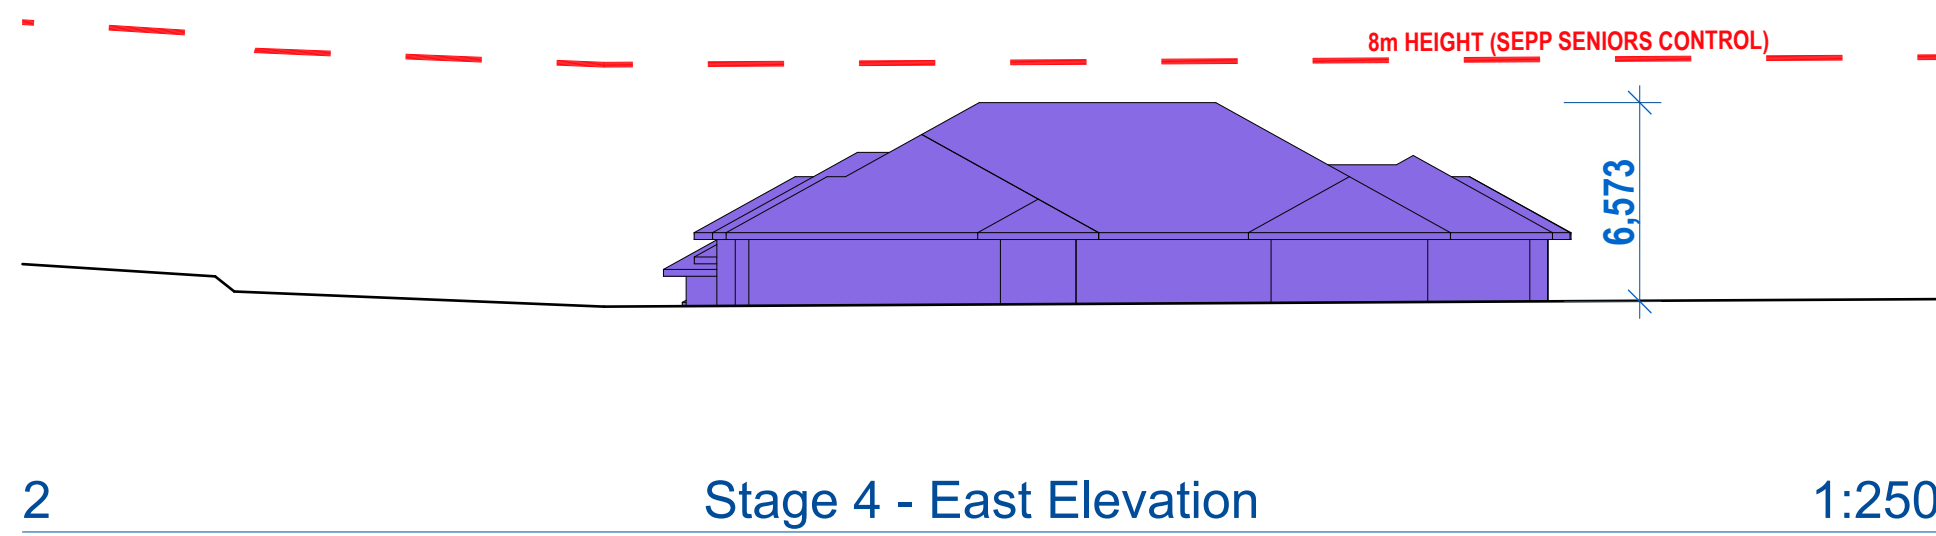 8m HEIGHT (SEPP SENIORS CONTROL)
6,573
2 Stage 4 - East Elevation 1:250